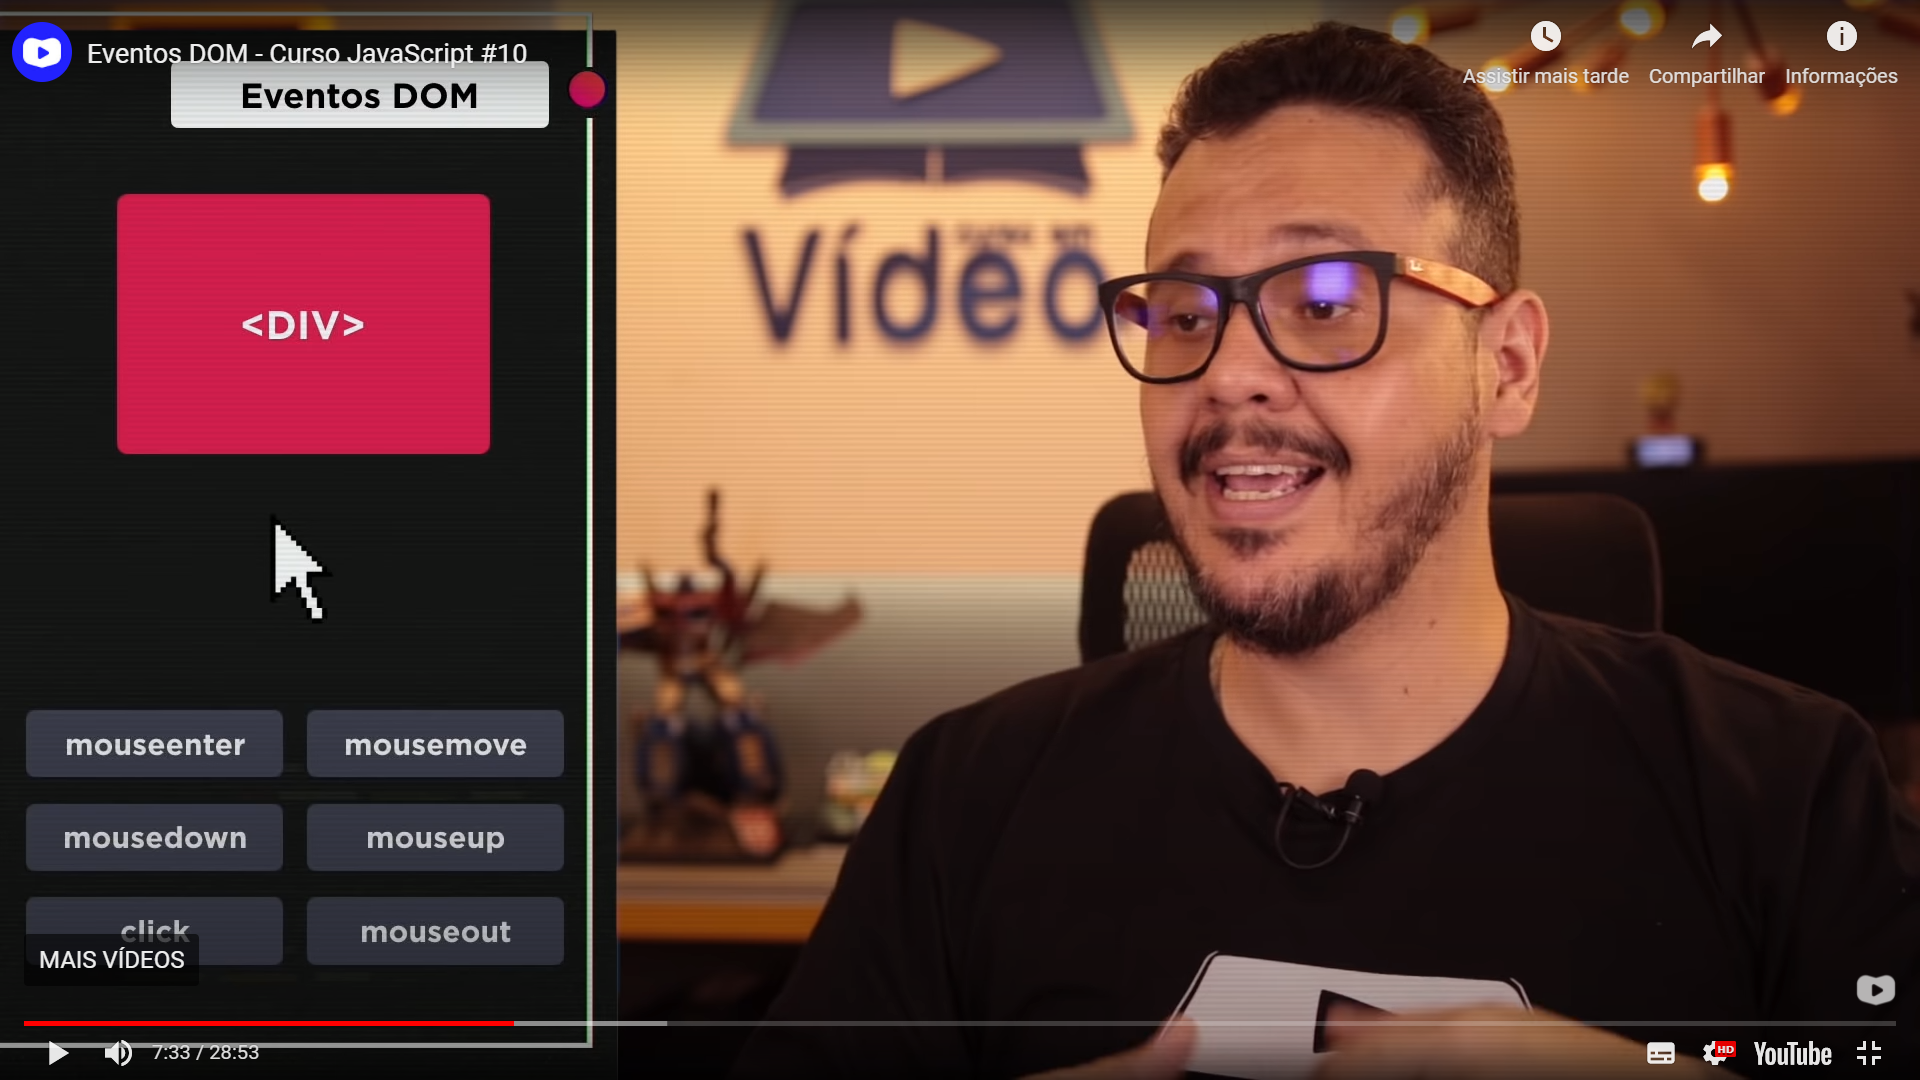 Eventos DOM - Curso JavaScript #10
Assistir mais tarde
Compartilhar
Informações
Eventos DOM
<DIV>
Vídeo
mouseenter
mousemove
mousedown
mouseup
click
mouseout
MAIS VÍDEOS
7:33 / 28:53
HD
YouTube